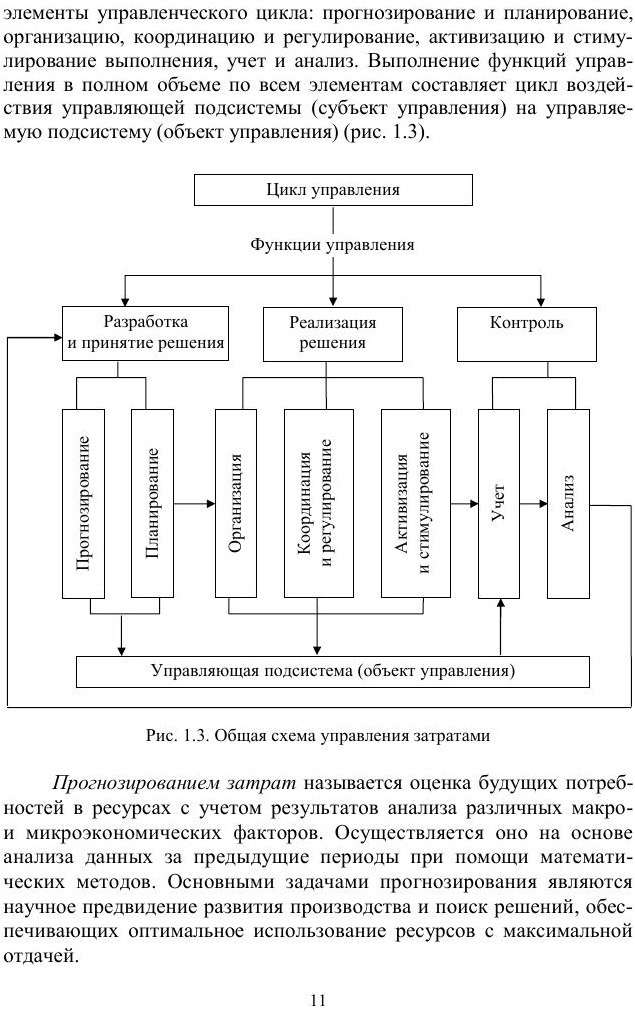 элементы управленческого цикла: прогнозирование и планирование,
организацию, координацию и регулирование, активизацию и стиму-
лирование выполнения, учет и анализ. Выполнение функций управ-
ления в полном объеме по всем элементам составляет цикл воздей-
ствия управляющей подсистемы (субъект управления) на управляе-
мую подсистему (объект управления) (рис. 1.3).
Цикл управления
Функции управления
Разработка
и принятие решения
Реализация
решения
Контроль
Прогнозирование
Планирование
Организация
Координация
и регулирование
Активизация
и стимулирование
Учет
Анализ
Управляющая подсистема (объект управления)
Рис. 1.3. Общая схема управления затратами
Прогнозированием затрат называется оценка будущих потреб-
ностей в ресурсах с учетом результатов анализа различных макро-
и микроэкономических факторов. Осуществляется оно на основе
анализа данных за предыдущие периоды при помощи математи-
ческих методов. Основными задачами прогнозирования являются
научное предвидение развития производства и поиск решений, обес-
печивающих оптимальное использование ресурсов с максимальной
отдачей.
11